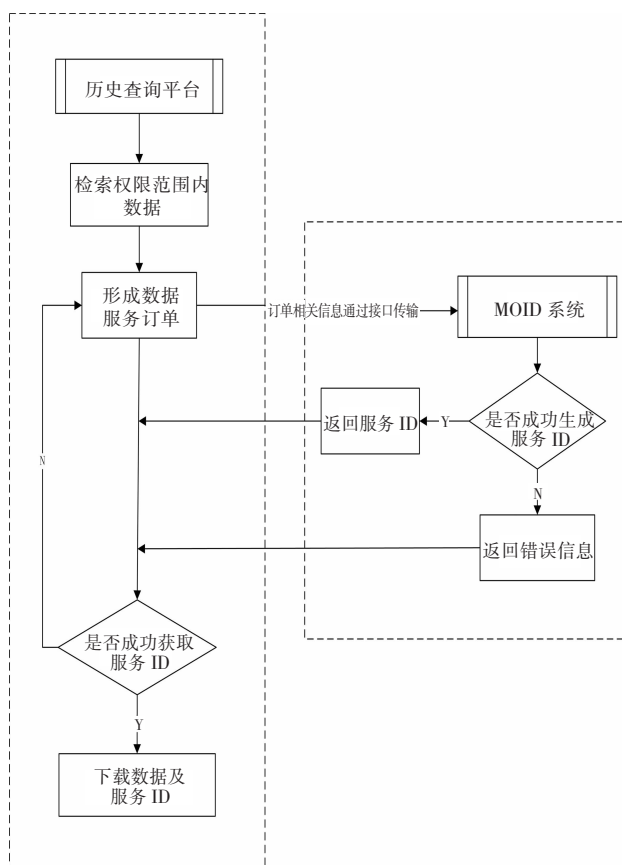 历史查询平台
检索权限范围内
数据
形成数据
服务订单
订单相关信息通过接口传输
MOID 系统
是否成功生成
服务 ID
Y
返回服务 ID
N
N
返回错误信息
是否成功获取
服务 ID
Y
下载数据及
服务 ID